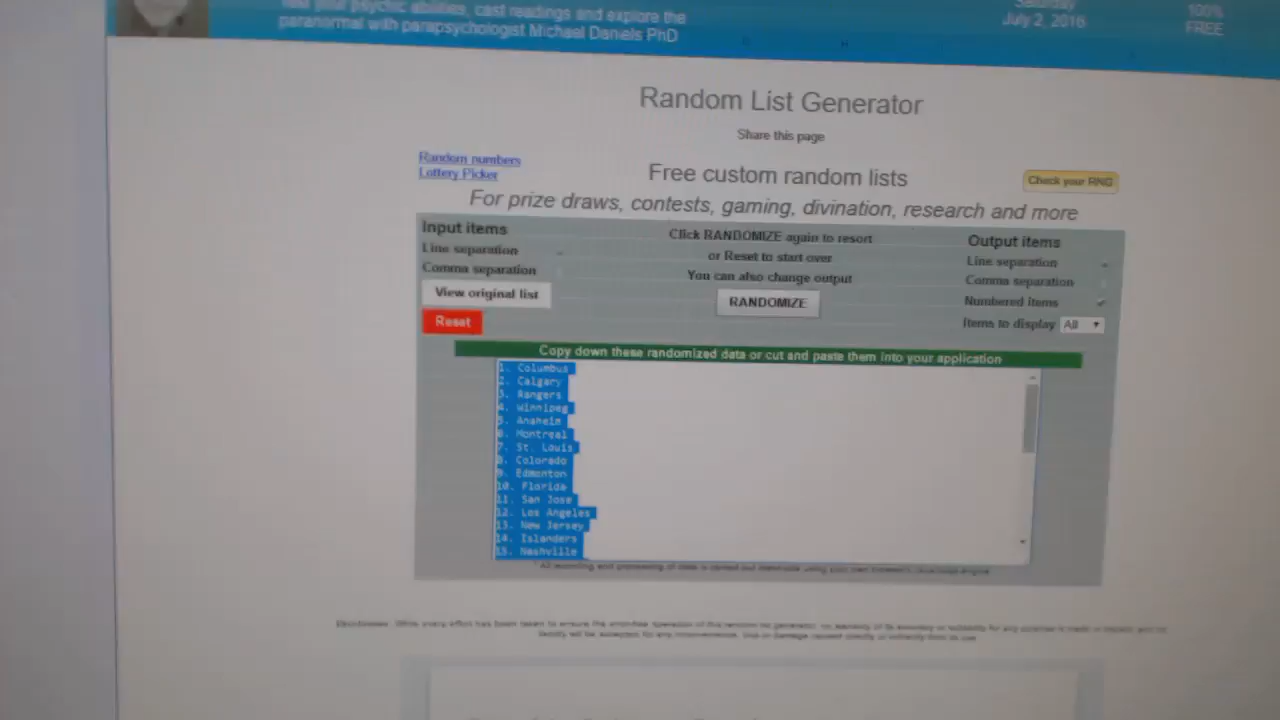 your psychic abilities, cast readings and explore the
paranormal with parapsychologist Michael Daniels PhD
Saturday
July 2, 2016
100%
FREE
Random List Generator
Share this page
Random numbers
Lottery Picker
Free custom random lists
Check your RNG
For prize draws, contests, gaming, divination, research and more
Input items
Line separation
Comma separation
View original list
Reset
Click RANDOMIZE again to resort
or Reset to start over
You can also change output
RANDOMIZE
Output items
Line separation
Comma separation
Numbered items
Items to display All
Copy down these randomized data or cut and paste them into your application
1. Columbus
2. Calgary
3. Rangers
4. Winnipeg
5. Anaheim
6. Montreal
7. St. Louis
8. Colorado
9. Edmonton
10. Florida
11. San Jose
12. Los Angeles
13. New Jersey
14. Islanders
15. Nashville